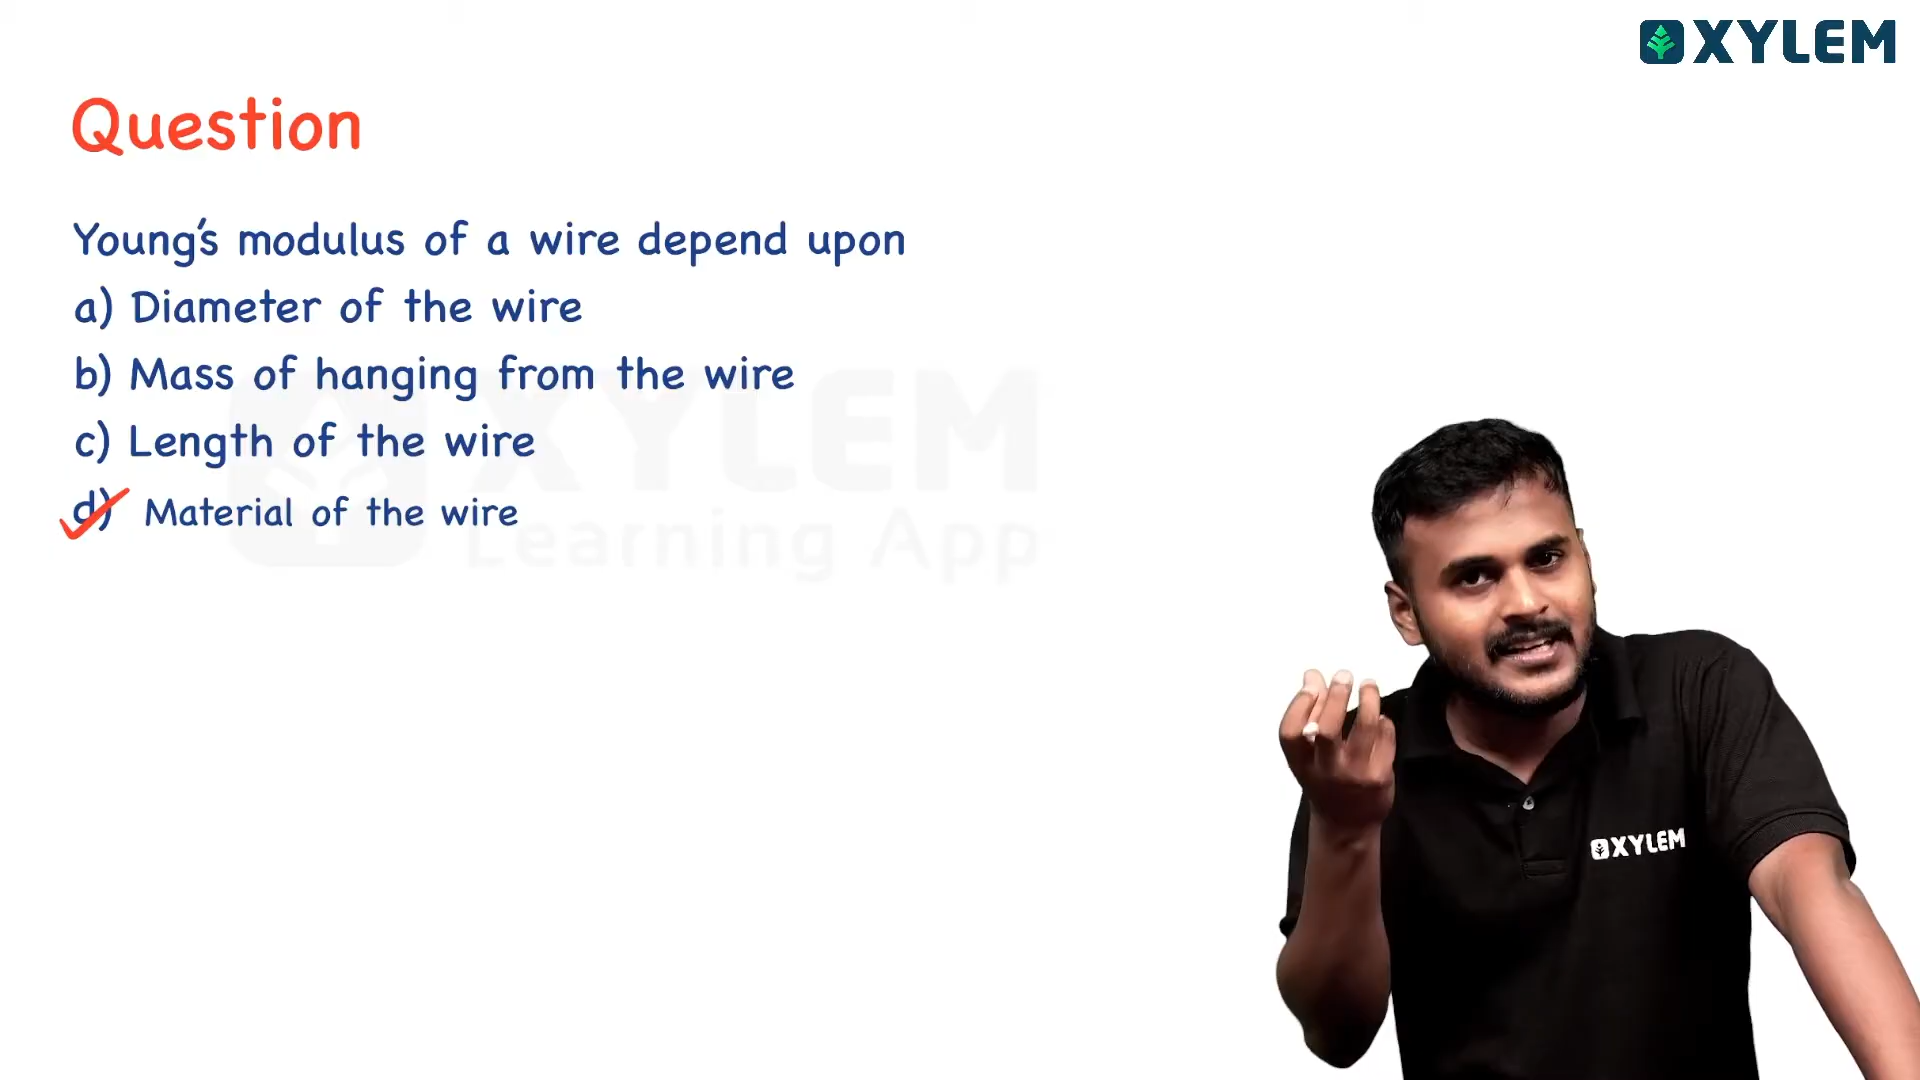 XYLEM
Question
Young's modulus of a wire depend upon
a) Diameter of the wire
b) Mass of hanging from the wire
c) Length of the wire
d) Material of the wire
XYLEM
Learning App
XYLEM